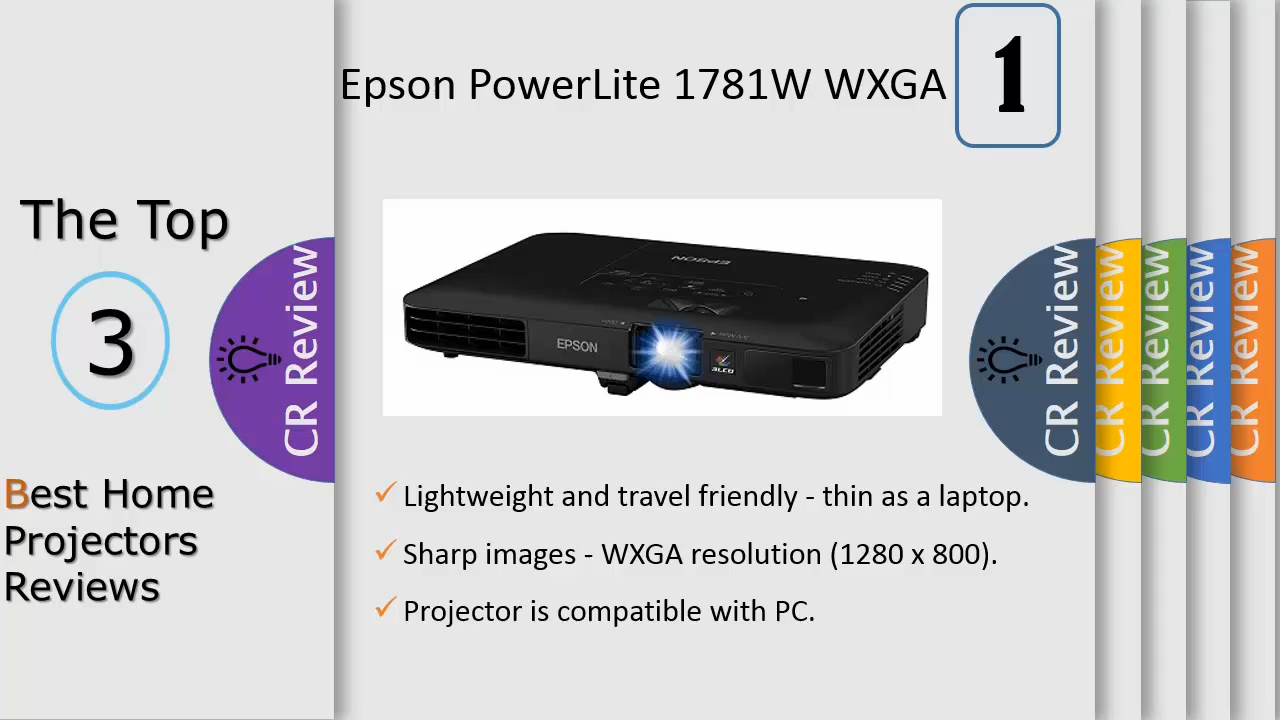 Epson PowerLite 1781W WXGA
1
The Top
3
Best Home
Projectors
Reviews
CR Review
EPSON
EPSON
3LCD
Lightweight and travel friendly - thin as a laptop.
Sharp images - WXGA resolution (1280 x 800).
Projector is compatible with PC.
CR Review
CR Review
CR Review
CR Review
CR Review